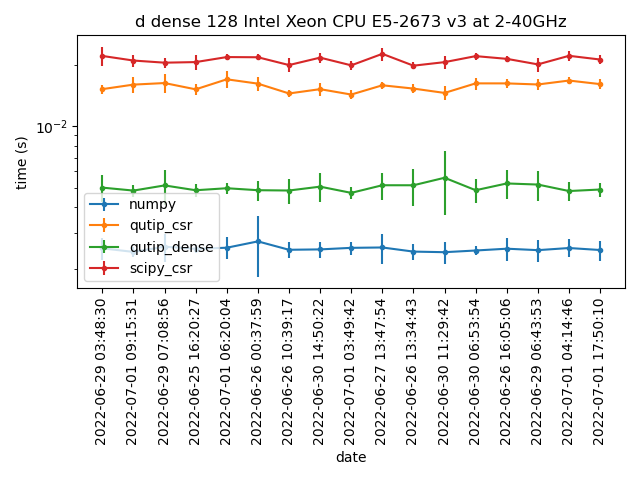 d dense 128 Intel Xeon CPU E5-2673 v3 at 2-40GHz
time (s)
10⁻²
numpy
qutip_csr
qutip_dense
scipy_csr
2022-06-29 03:48:30
2022-07-01 09:15:31
2022-06-29 07:08:56
2022-06-25 16:20:27
2022-07-01 06:20:04
2022-06-26 00:37:59
2022-06-26 10:39:17
2022-06-30 14:50:22
2022-07-01 03:49:42
2022-06-27 13:47:54
2022-06-26 13:34:43
2022-06-30 11:29:42
2022-06-30 06:53:54
2022-06-26 16:05:06
2022-06-29 06:43:53
2022-07-01 04:14:46
2022-07-01 17:50:10
date